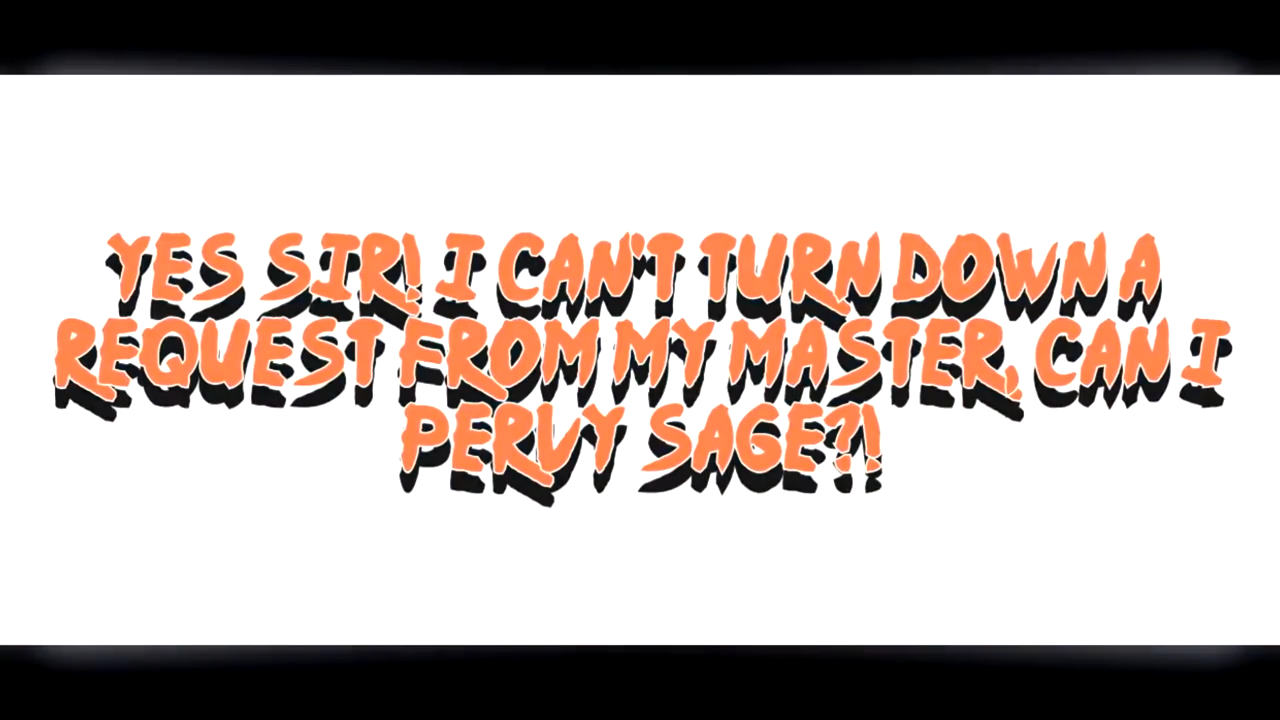 YES SIR! I CAN'T TURN DOWN A
REQUEST FROM MY MASTER, CAN I
PERVY SAGE?!